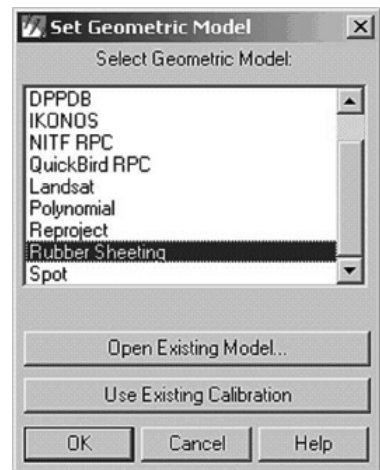 Set Geometric Model
Select Geometric Model:
DPPDB
IKONOS
NITF RPC
QuickBird RPC
Landsat
Polynomial
Reproject
Rubber Sheeting
Spot
Open Existing Model...
Use Existing Calibration
OK Cancel Help